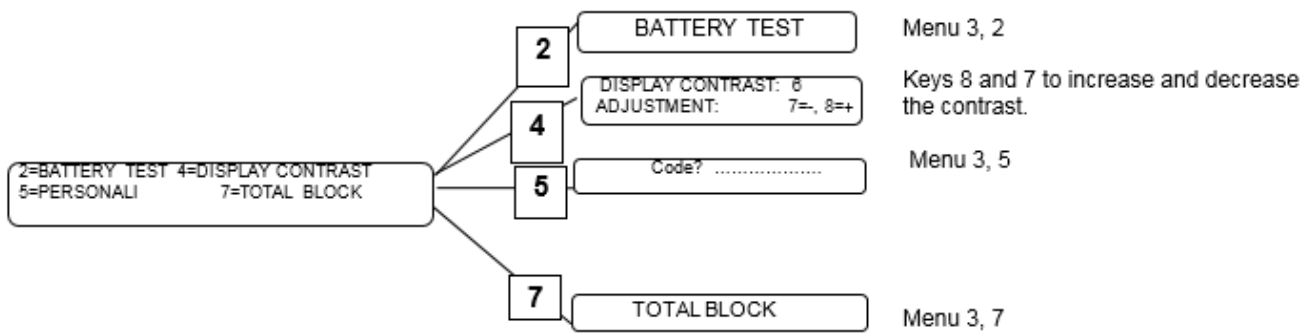 2=BATTERY TEST 4=DISPLAY CONTRAST
5=PERSONALI 7=TOTAL BLOCK
2
BATTERY TEST
Menu 3, 2
4
DISPLAY CONTRAST: 6
ADJUSTMENT: 7=-, 8=+
Keys 8 and 7 to increase and decrease
the contrast.
5
Code? ...................
Menu 3, 5
7
TOTAL BLOCK
Menu 3, 7